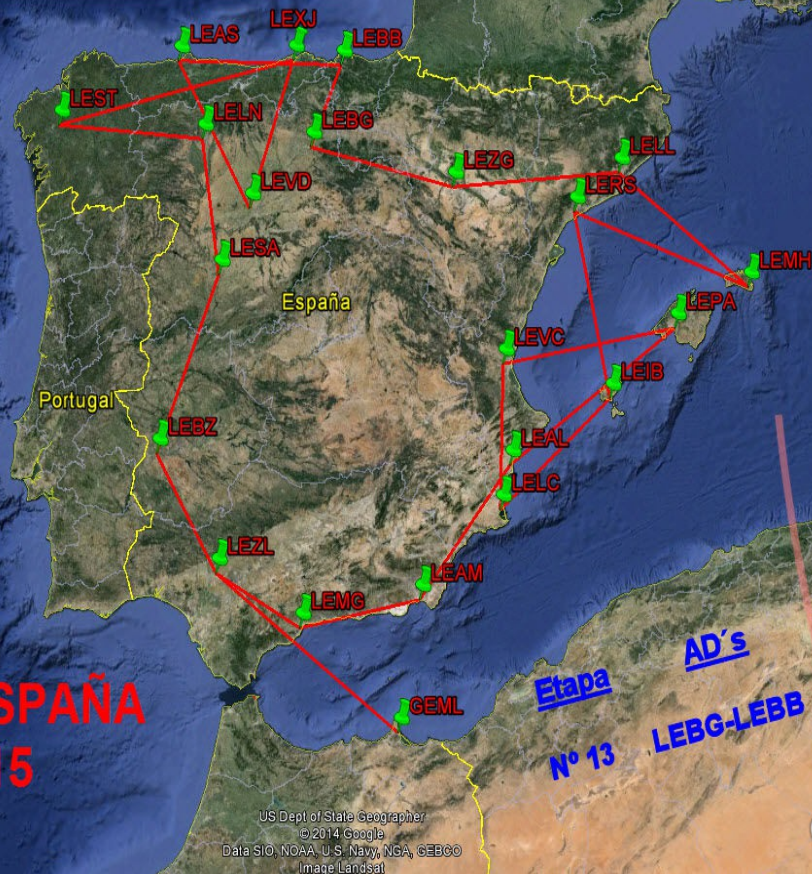 LEXJ
LEAS
LEBB
LEST
LELN
LEBG
LELL
LEZG
LEVD
LERS
LESA
LEMH
España
LEPA
LEVC
LEIB
Portugal
LEBZ
LEAL
LELC
LEZL
LEAM
LEMG
AD´s
Etapa
SPAÑA
GEML
LEBG-LEBB
Nº 13
15
US Dept of State Geographer
© 2014 Google
Data SIO, NOAA, U.S. Navy, NGA, GEBCO
Image Landsat